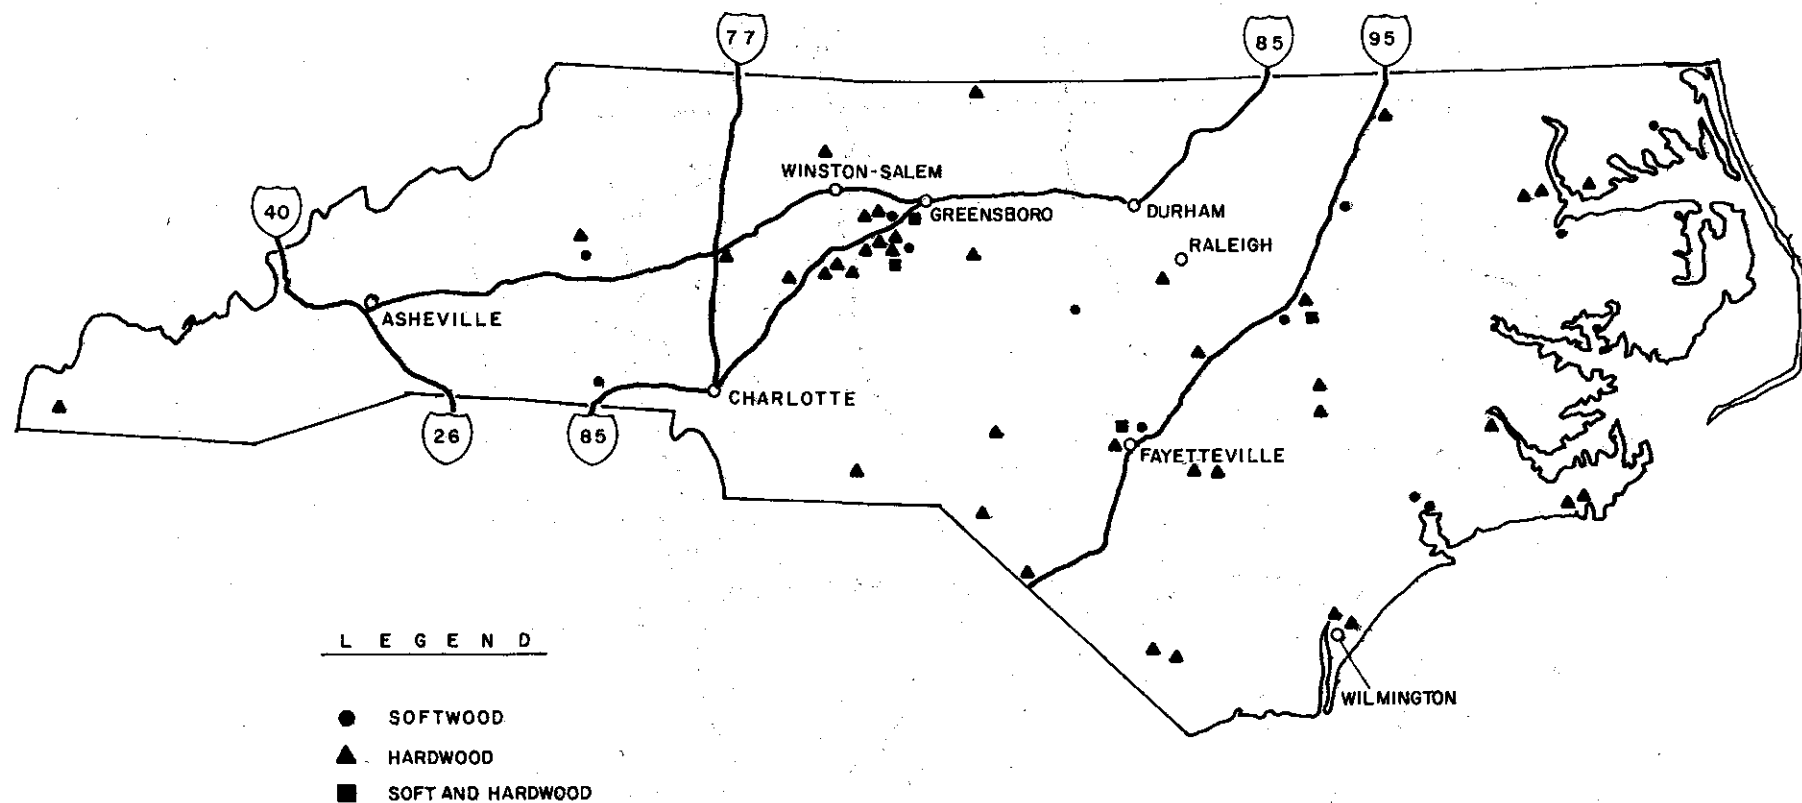 77
85
95
WINSTON-SALEM
40
GREENSBORO
DURHAM
RALEIGH
ASHEVILLE
CHARLOTTE
26
85
FAYETTEVILLE
LEGEND
WILMINGTON
SOFTWOOD
HARDWOOD
SOFT AND HARDWOOD